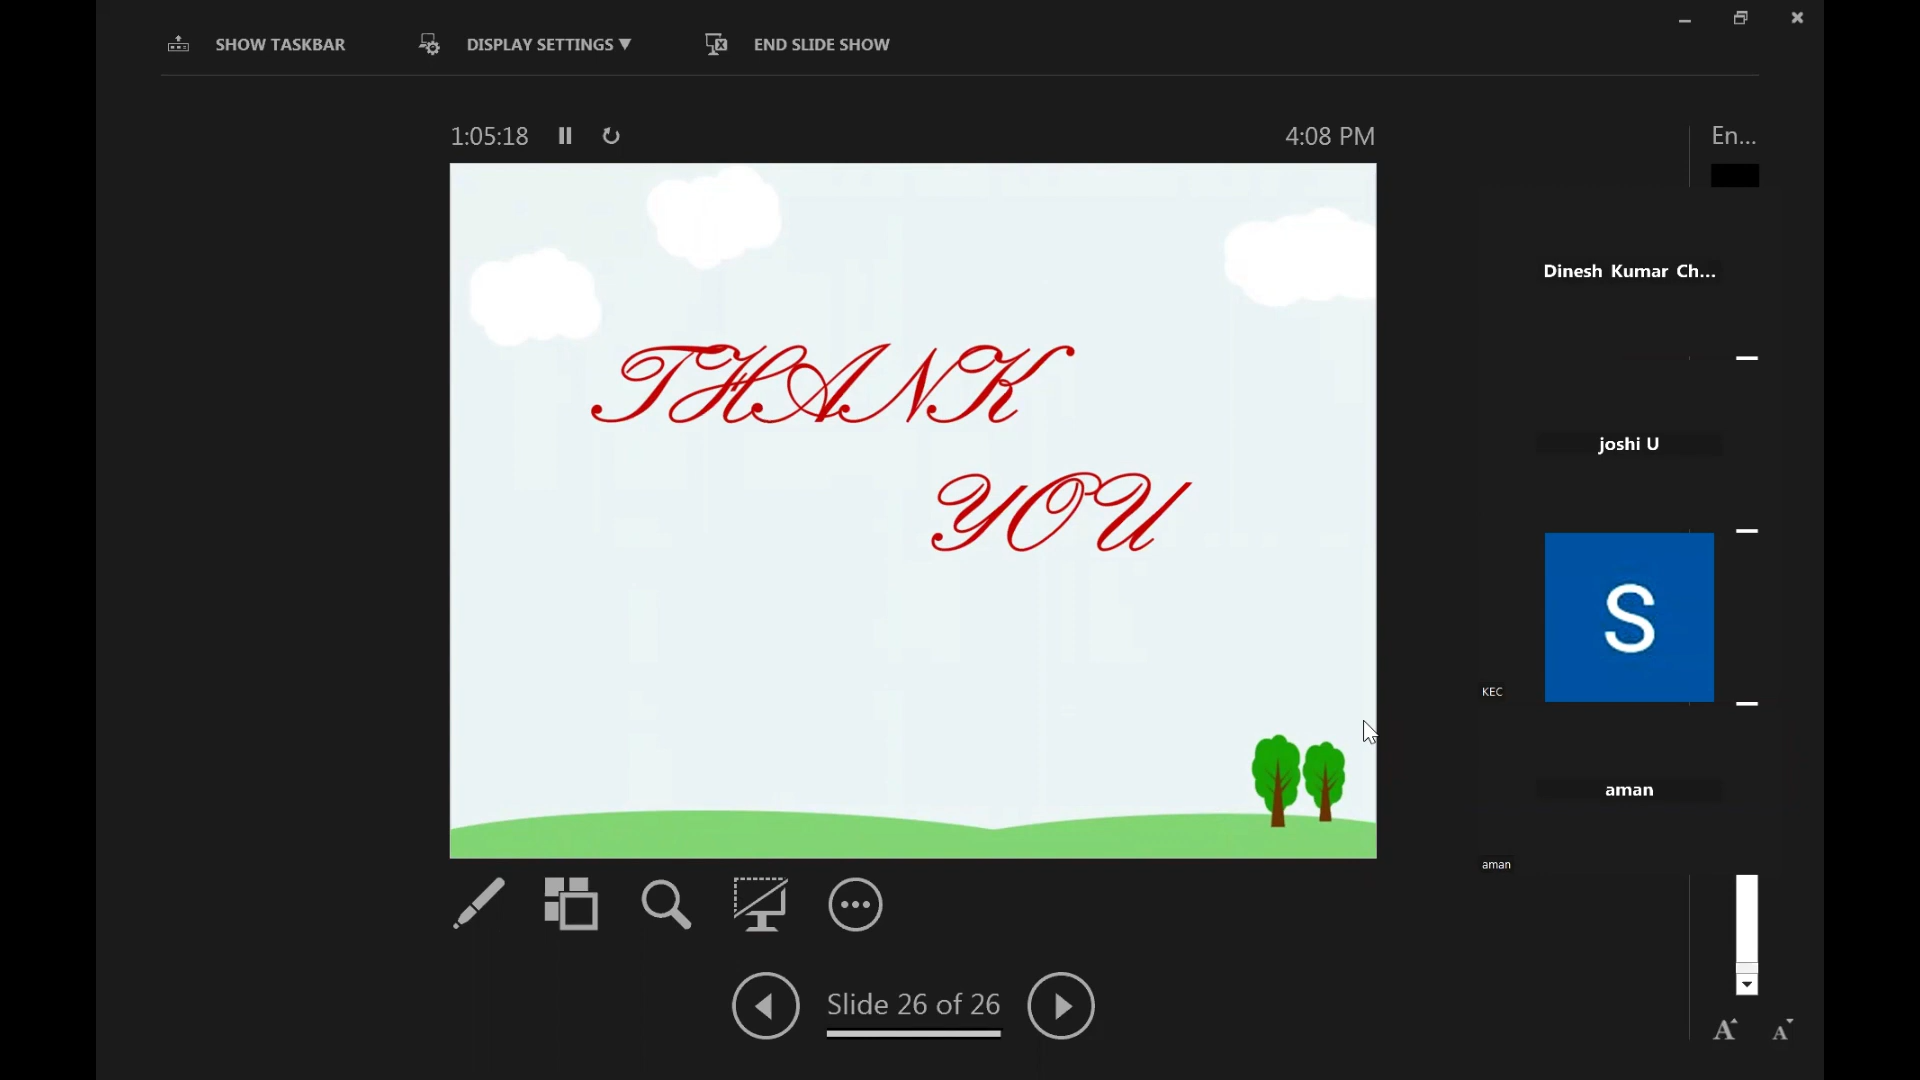 SHOW TASKBAR
DISPLAY SETTINGS ▼
END SLIDE SHOW
1:05:18
4:08 PM
En...
THANK
YOU
Dinesh Kumar Ch...
joshi U
S
KEC
aman
aman
Slide 26 of 26
A
A